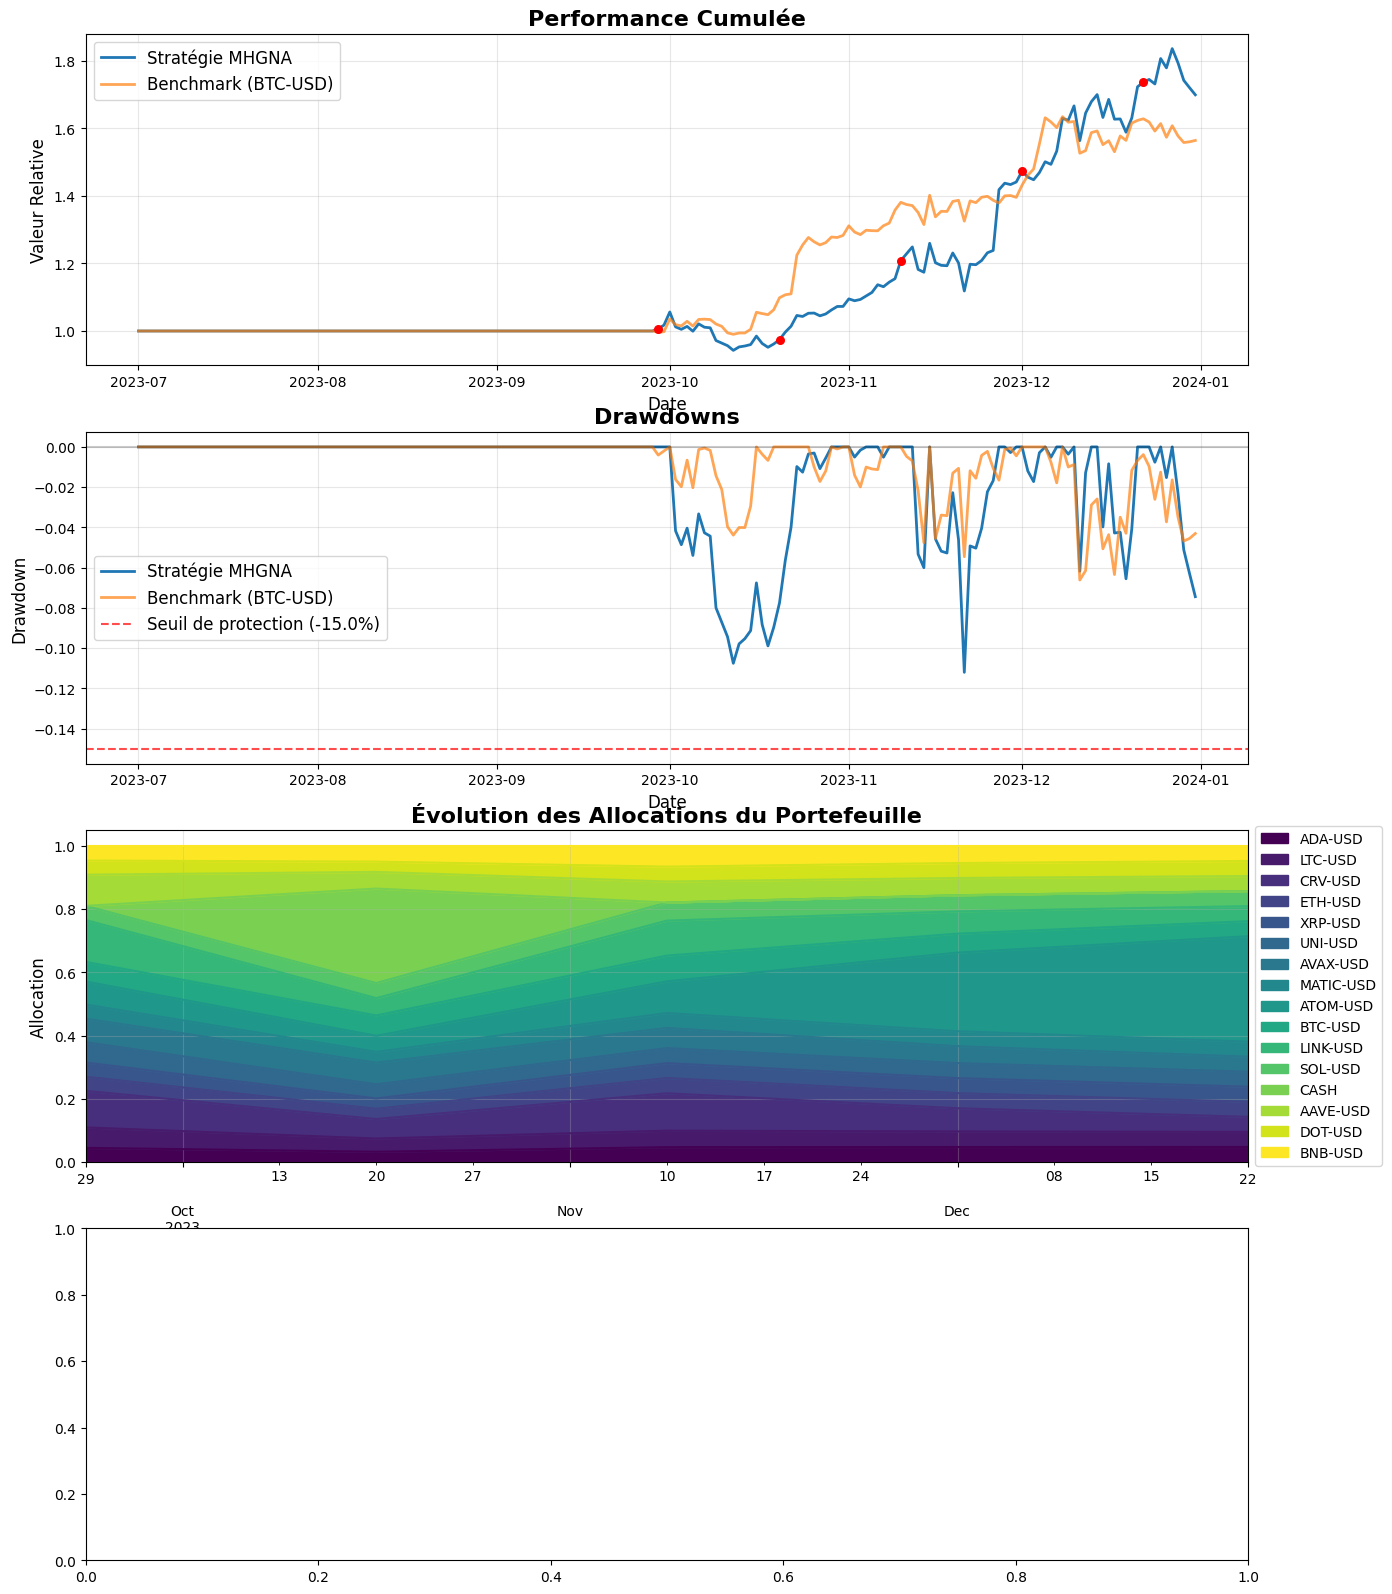 Performance Cumulée
Valeur Relative
1.8
1.6
1.4
1.2
1.0
Stratégie MHGNA
Benchmark (BTC-USD)
2023-07 2023-08 2023-09 2023-10 2023-11 2023-12 2024-01
Date
Drawdowns
Drawdown
0.00
−0.02
−0.04
−0.06
−0.08
−0.10
−0.12
−0.14
Stratégie MHGNA
Benchmark (BTC-USD)
Seuil de protection (-15.0%)
2023-07 2023-08 2023-09 2023-10 2023-11 2023-12 2024-01
Date
Évolution des Allocations du Portefeuille
Allocation
1.0
0.8
0.6
0.4
0.2
0.0
ADA-USD
LTC-USD
CRV-USD
ETH-USD
XRP-USD
UNI-USD
AVAX-USD
MATIC-USD
ATOM-USD
BTC-USD
LINK-USD
SOL-USD
CASH
AAVE-USD
DOT-USD
BNB-USD
29 13 20 27 10 17 24 08 15 22
Oct Nov Dec
2023
1.0
0.8
0.6
0.4
0.2
0.0
0.0 0.2 0.4 0.6 0.8 1.0